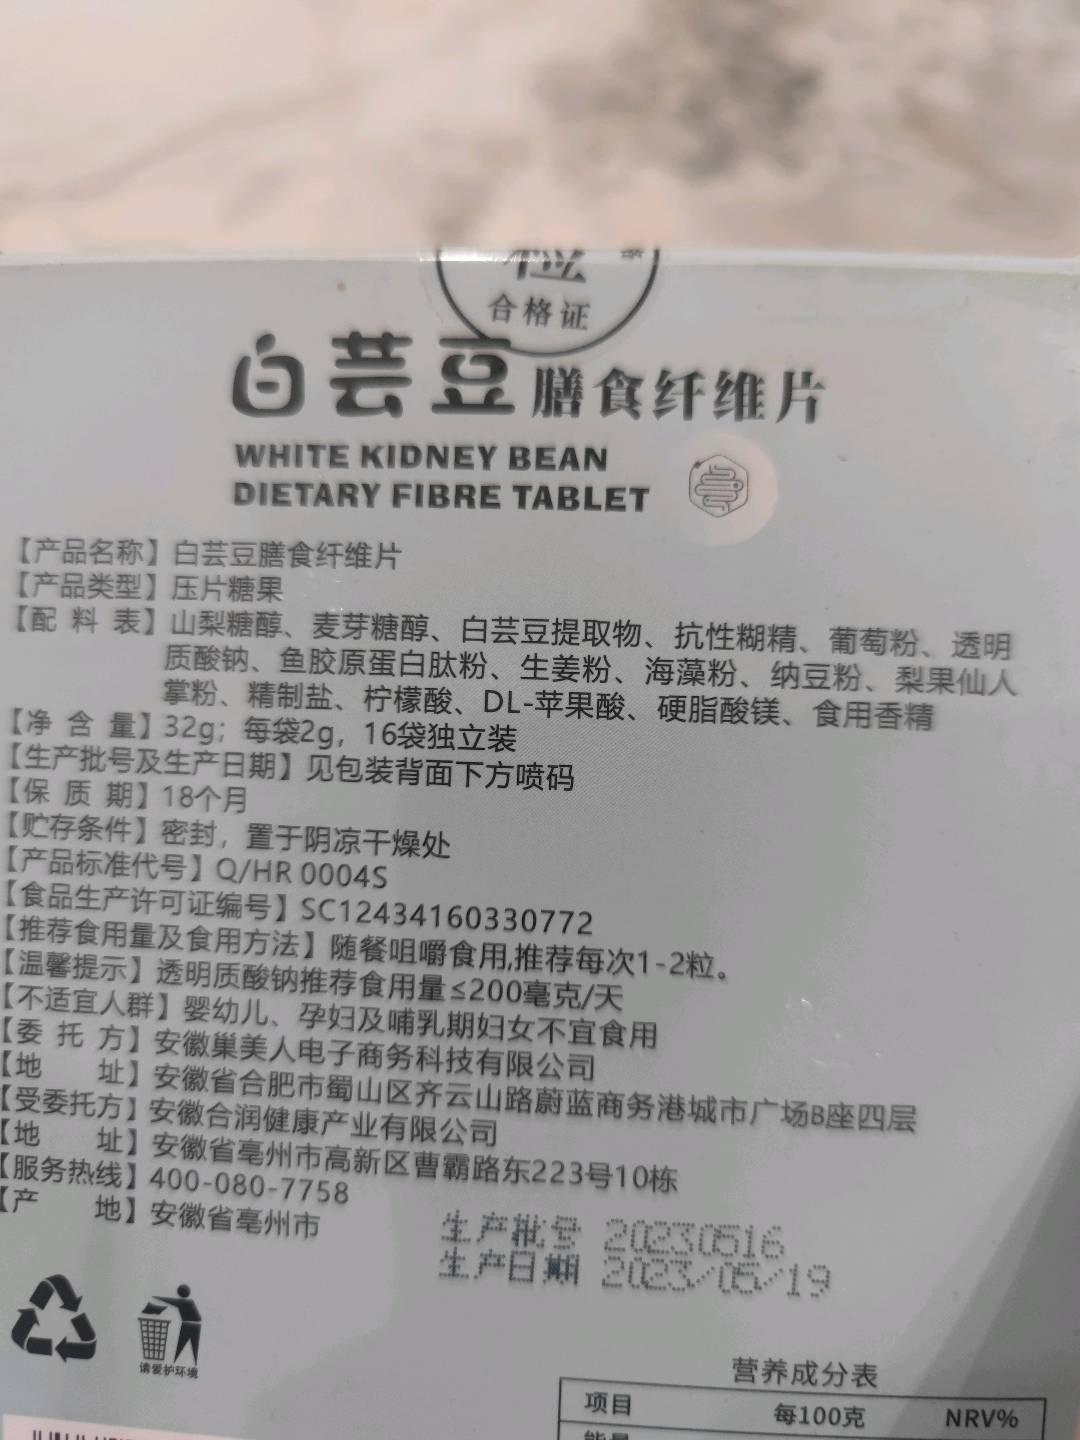 合格证
白芸豆膳食纤维片
WHITE KIDNEY BEAN
DIETARY FIBRE TABLET
【产品名称】白芸豆膳食纤维片
【产品类型】压片糖果
【配 料 表】山梨糖醇、麦芽糖醇、白芸豆提取物、抗性糊精、葡萄粉、透明
质酸钠、鱼胶原蛋白肽粉、生姜粉、海藻粉、纳豆粉、梨果仙人
掌粉、精制盐、柠檬酸、DL-苹果酸、硬脂酸镁、食用香精
【净 含 量】32g；每袋2g，16袋独立装
【生产批号及生产日期】见包装背面下方喷码
【保 质 期】18个月
【贮存条件】密封，置于阴凉干燥处
【产品标准代号】Q/HR 0004S
【食品生产许可证编号】SC12434160330772
【推荐食用量及食用方法】随餐咀嚼食用,推荐每次1-2粒。
【温馨提示】透明质酸钠推荐食用量≤200毫克/天
【不适宜人群】婴幼儿、孕妇及哺乳期妇女不宜食用
【委 托 方】安徽巢美人电子商务科技有限公司
【地 址】安徽省合肥市蜀山区齐云山路蔚蓝商务港城市广场B座四层
【受委托方】安徽合润健康产业有限公司
【地 址】安徽省亳州市高新区曹霸路东223号10栋
【服务热线】400-080-7758
【产 地】安徽省亳州市
生产批号 20230516
生产日期 2023/05/19
请爱护环境
营养成分表
项目 每100克 NRV%